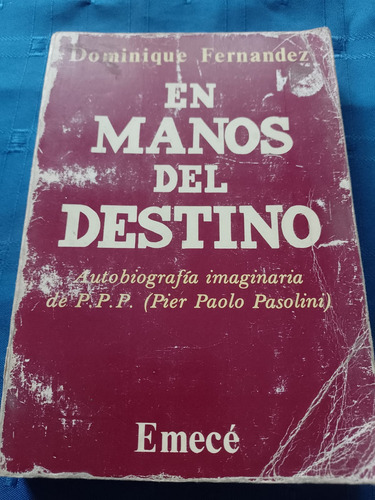 Dominique Fernandez
EN
MANOS
DEL
DESTINO
Autobiografía imaginaria
de P.P.P. (Pier Paolo Pasolini)
Emecé